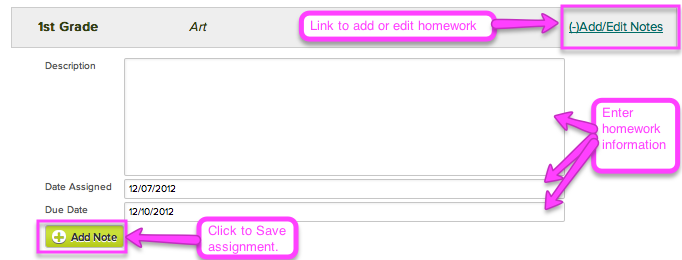 1st Grade Art Link to add or edit homework (-)Add/Edit Notes
Description
Enter
homework
information
Date Assigned 12/07/2012
Due Date 12/10/2012
Add Note
Click to Save
assignment.